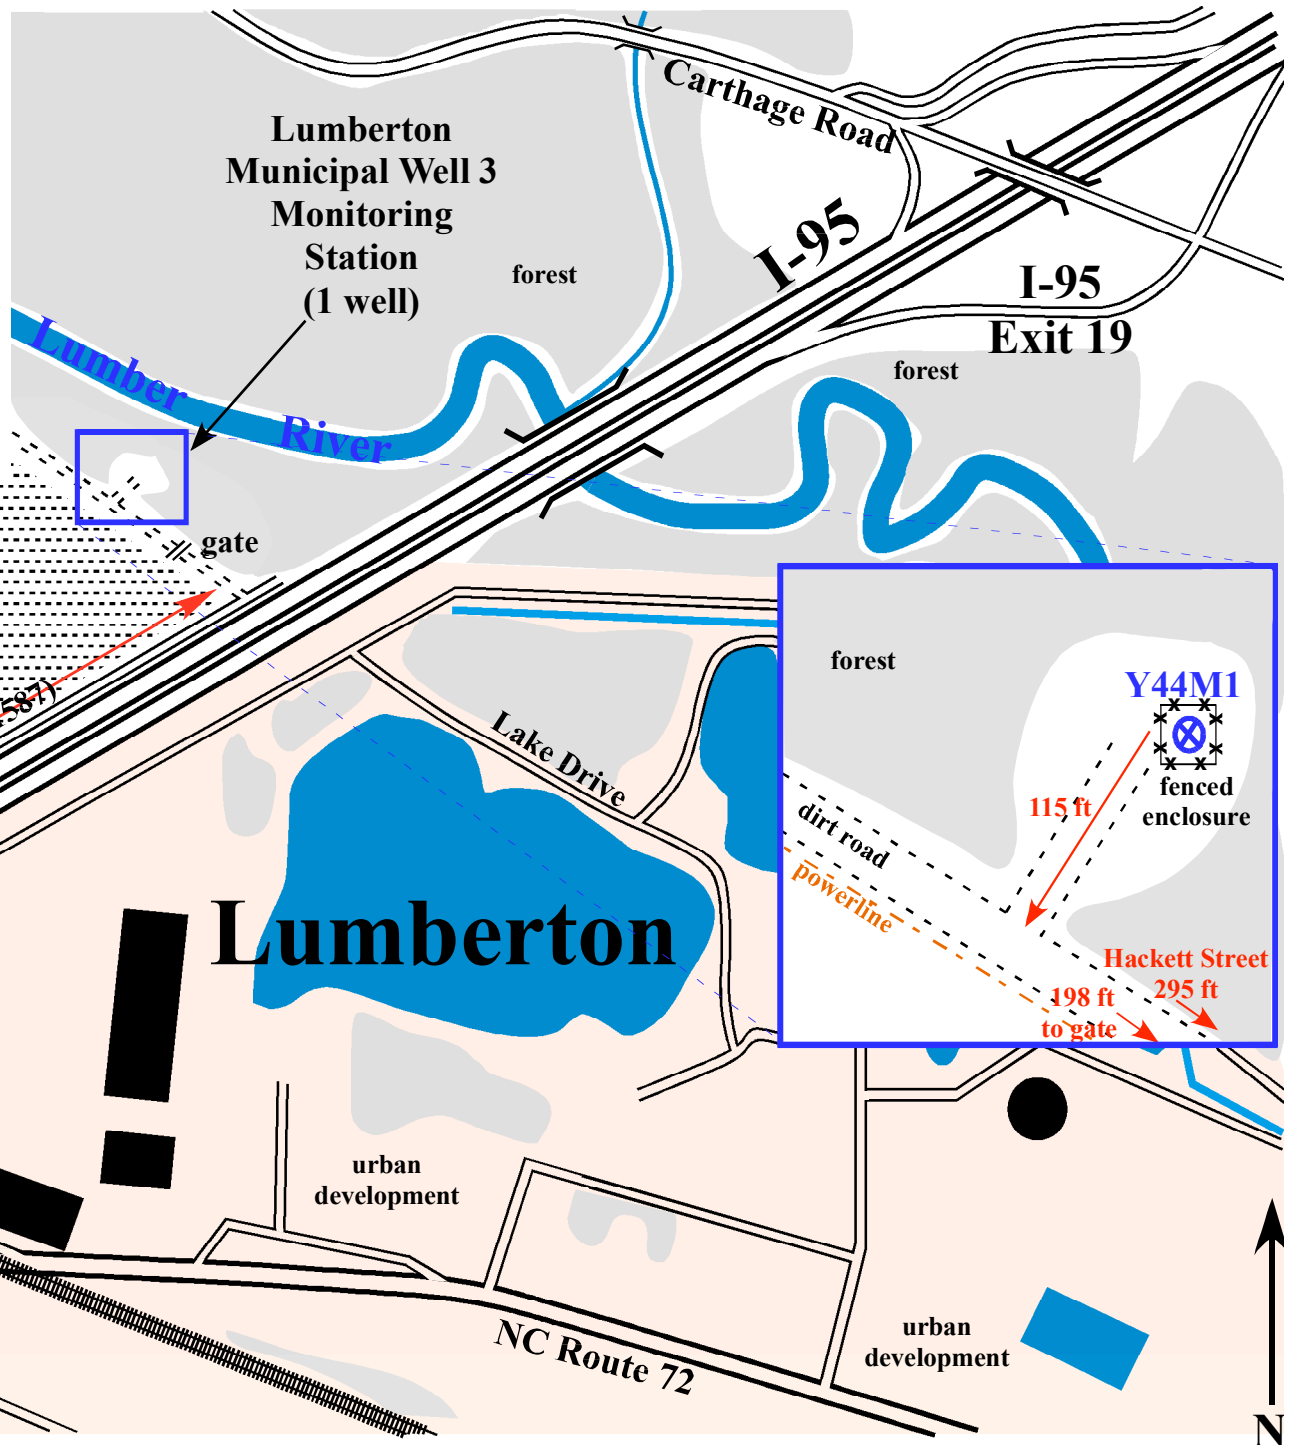 Carthage Road
Lumberton
Municipal Well 3
Monitoring
Station
(1 well)
forest
I-95
I-95
Exit 19
forest
Lumber
River
gate
587)
forest
Y44M1
Lake Drive
115 ft
fenced
enclosure
dirt road
powerline
Lumberton
Hackett Street
295 ft
198 ft
to gate
urban
development
NC Route 72
urban
development
N